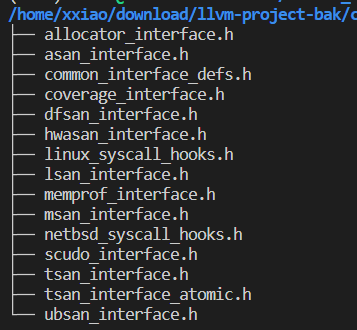 /home/xxiao/download/llvm-project-bak/c
├── allocator_interface.h
├── asan_interface.h
├── common_interface_defs.h
├── coverage_interface.h
├── dfsan_interface.h
├── hwasan_interface.h
├── linux_syscall_hooks.h
├── lsan_interface.h
├── memprof_interface.h
├── msan_interface.h
├── netbsd_syscall_hooks.h
├── scudo_interface.h
├── tsan_interface.h
├── tsan_interface_atomic.h
└── ubsan_interface.h